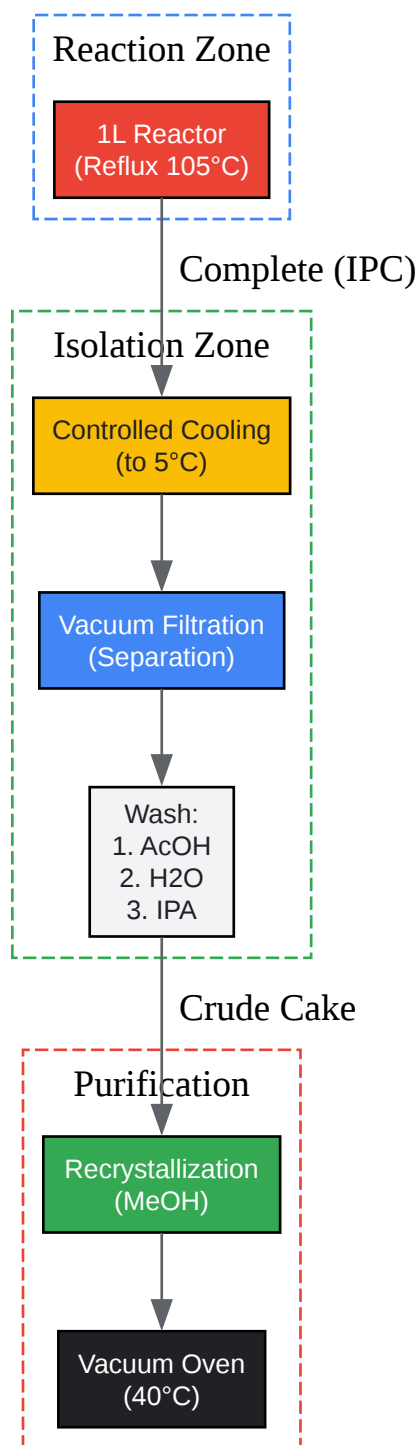 Reaction Zone
1L Reactor
(Reflux 105°C)
Complete (IPC)
Isolation Zone
Controlled Cooling
(to 5°C)
Vacuum Filtration
(Separation)
Wash:
1. AcOH
2. H2O
3. IPA
Crude Cake
Purification
Recrystallization
(MeOH)
Vacuum Oven
(40°C)